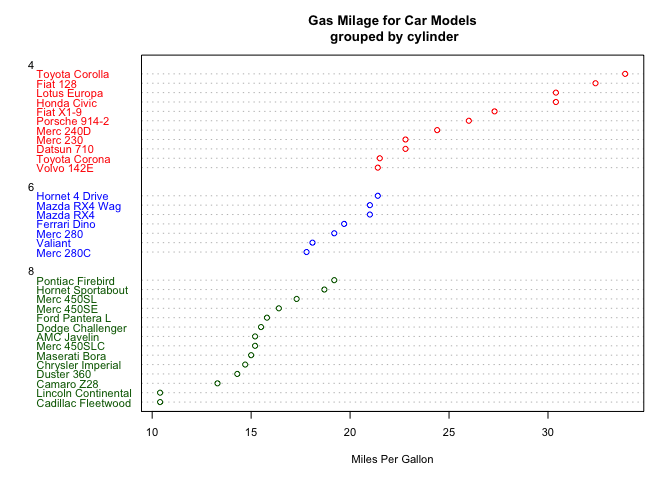 Gas Milage for Car Models
grouped by cylinder
4
Toyota Corolla
Fiat 128
Lotus Europa
Honda Civic
Fiat X1-9
Porsche 914-2
Merc 240D
Merc 230
Datsun 710
Toyota Corona
Volvo 142E
6
Hornet 4 Drive
Mazda RX4 Wag
Mazda RX4
Ferrari Dino
Merc 280
Valiant
Merc 280C
8
Pontiac Firebird
Hornet Sportabout
Merc 450SL
Merc 450SE
Ford Pantera L
Dodge Challenger
AMC Javelin
Merc 450SLC
Maserati Bora
Chrysler Imperial
Duster 360
Camaro Z28
Lincoln Continental
Cadillac Fleetwood
10 15 20 25 30
Miles Per Gallon